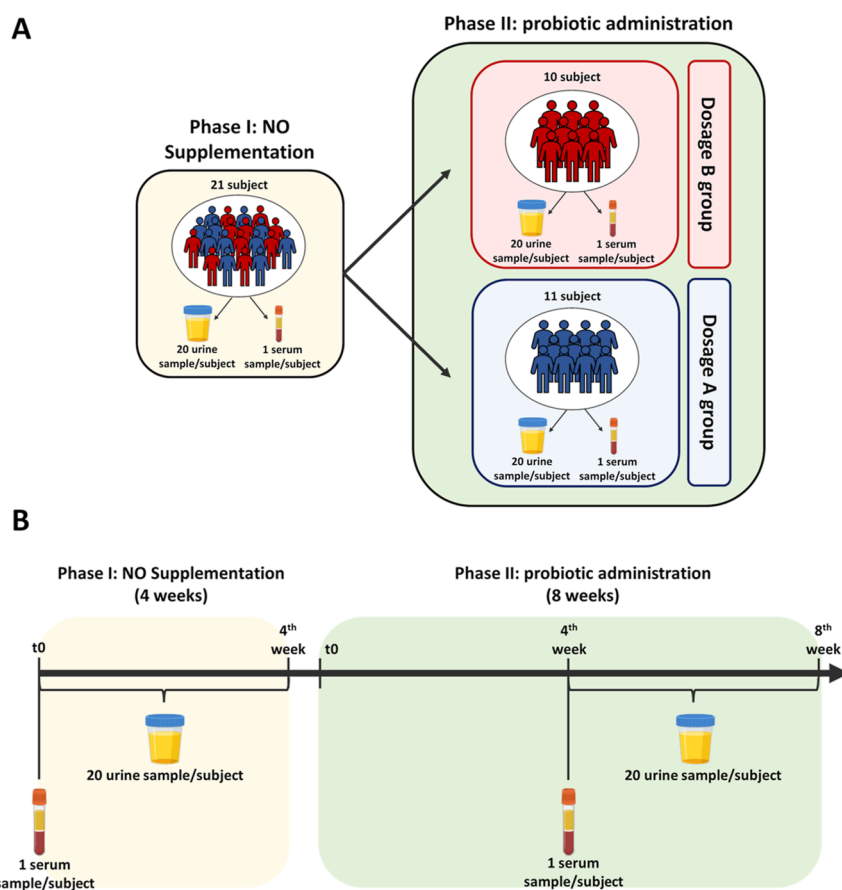 A
Phase II: probiotic administration
10 subject
20 urine
sample/subject
1 serum
sample/subject
Dosage B group
Phase I: NO
Supplementation
21 subject
20 urine
sample/subject
1 serum
sample/subject
11 subject
20 urine
sample/subject
1 serum
sample/subject
Dosage A group
B
Phase I: NO Supplementation
(4 weeks)
Phase II: probiotic administration
(8 weeks)
t0
4th
week
t0
4th
week
8th
week
20 urine sample/subject
20 urine sample/subject
1 serum
sample/subject
1 serum
sample/subject